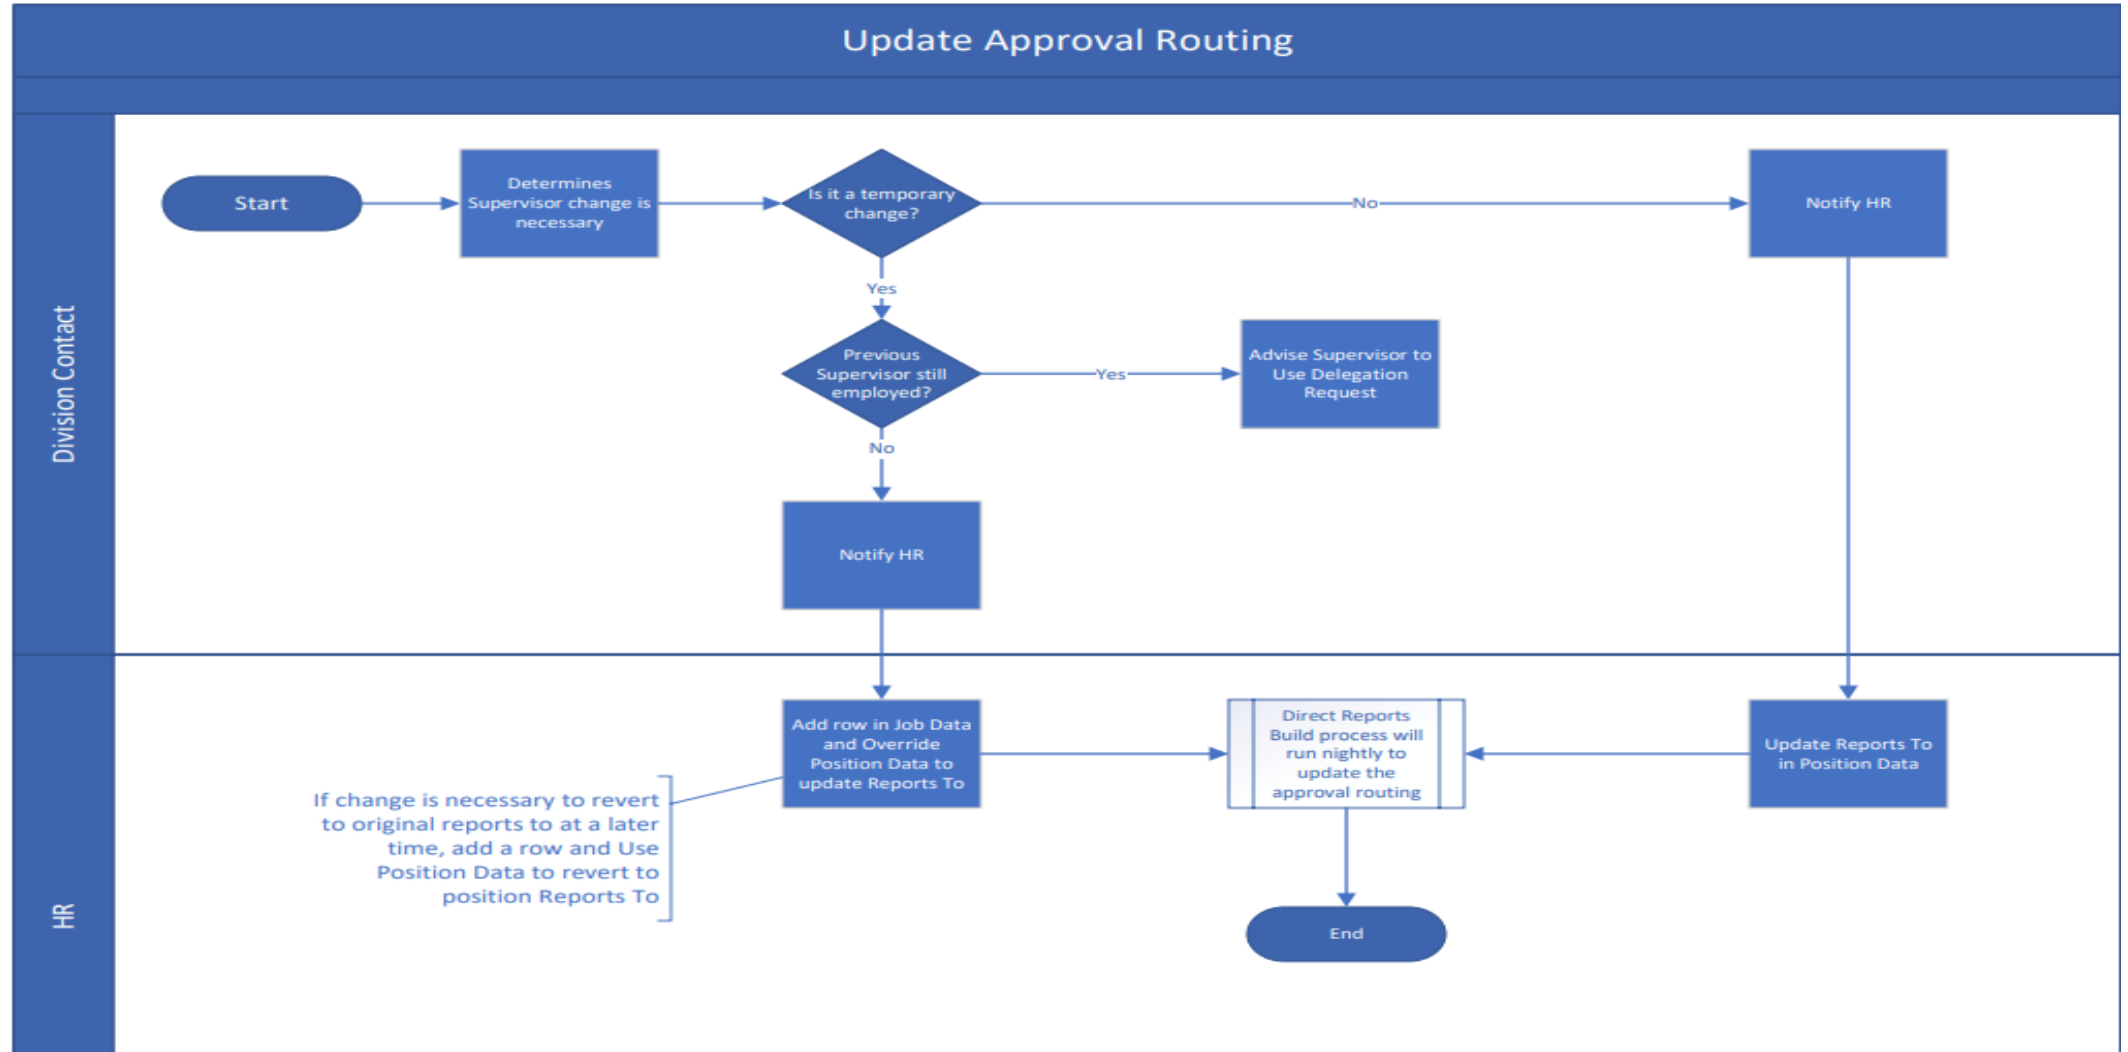 Update Approval Routing
Division Contact
Start
Determines
Supervisor change is
necessary
Is it a temporary
change?
No
Notify HR
Yes
Previous
Supervisor still
employed?
Yes
Advise Supervisor to
Use Delegation
Request
No
Notify HR
HR
Add row in Job Data
and Override
Position Data to
update Reports To
Direct Reports
Build process will
run nightly to
update the
approval routing
Update Reports To
in Position Data
If change is necessary to revert
to original reports to at a later
time, add a row and Use
Position Data to revert to
position Reports To
End